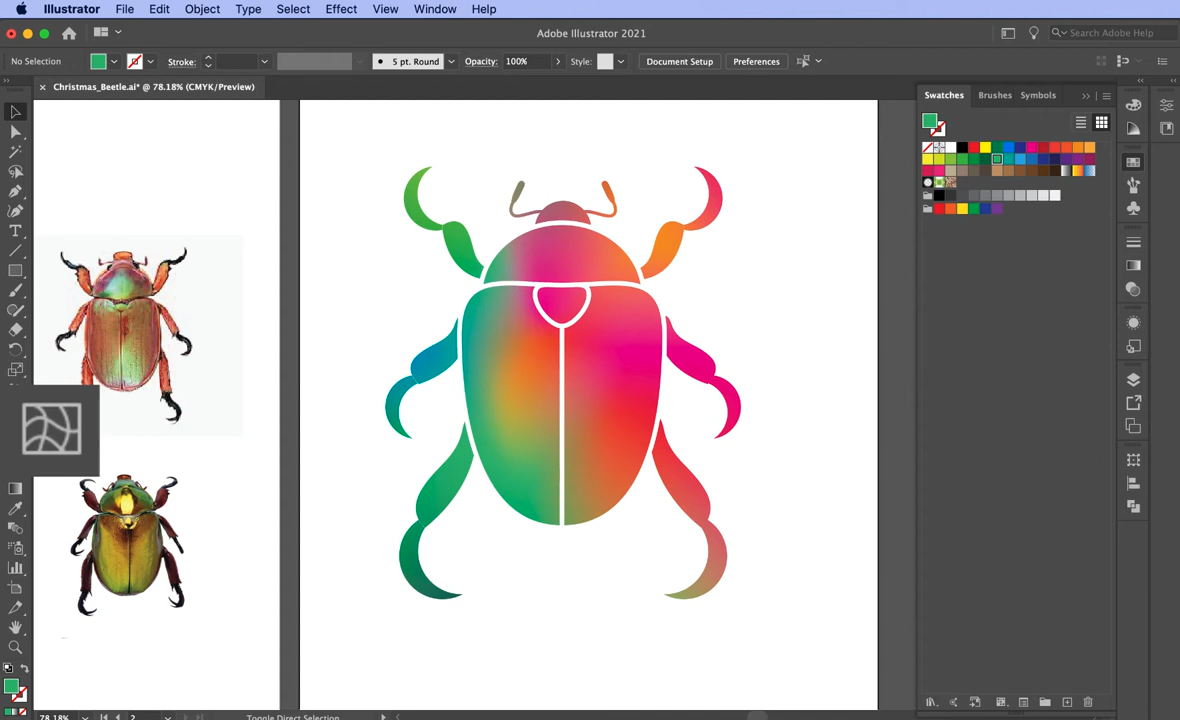 Illustrator File Edit Object Type Select Effect View Window Help
Adobe Illustrator 2021
Search Adobe Help
No Selection
Stroke:
5 pt. Round
Opacity: 100%
Style:
Document Setup
Preferences
Christmas_Beetle.ai* @ 78.18% (CMYK/Preview)
Swatches Brushes Symbols
78.18%
2
Toggle Direct Selection